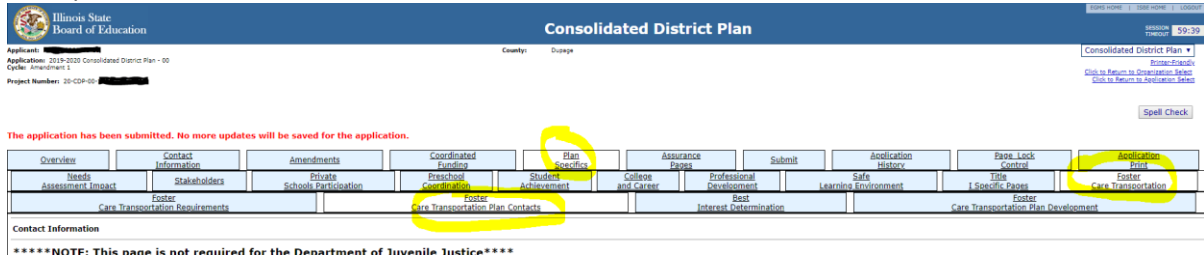 EGMS HOME | ISBE HOME | LOGOUT
Illinois State
Board of Education
Consolidated District Plan
SESSION
TIMEOUT 59:39
Applicant:
County: Dupage
Consolidated District Plan
Application: 2019-2020 Consolidated District Plan - 00
Cycle: Amendment 1
Printer-Friendly
Click to Return to Organization Select
Click to Return to Application Select
Project Number: 20-CDP-00-
Spell Check
The application has been submitted. No more updates will be saved for the application.
Overview
Contact
Information
Amendments
Coordinated
Funding
Plan
Specifics
Assurance
Pages
Submit
Application
History
Page Lock
Control
Application
Print
Needs
Assessment Impact
Stakeholders
Private
Schools Participation
Preschool
Coordination
Student
Achievement
College
and Career
Professional
Development
Safe
Learning Environment
Title
I Specific Pages
Foster
Care Transportation
Foster
Care Transportation Requirements
Foster
Care Transportation Plan Contacts
Best
Interest Determination
Foster
Care Transportation Plan Development
Contact Information
*****NOTE: This page is not required for the Department of Juvenile Justice****